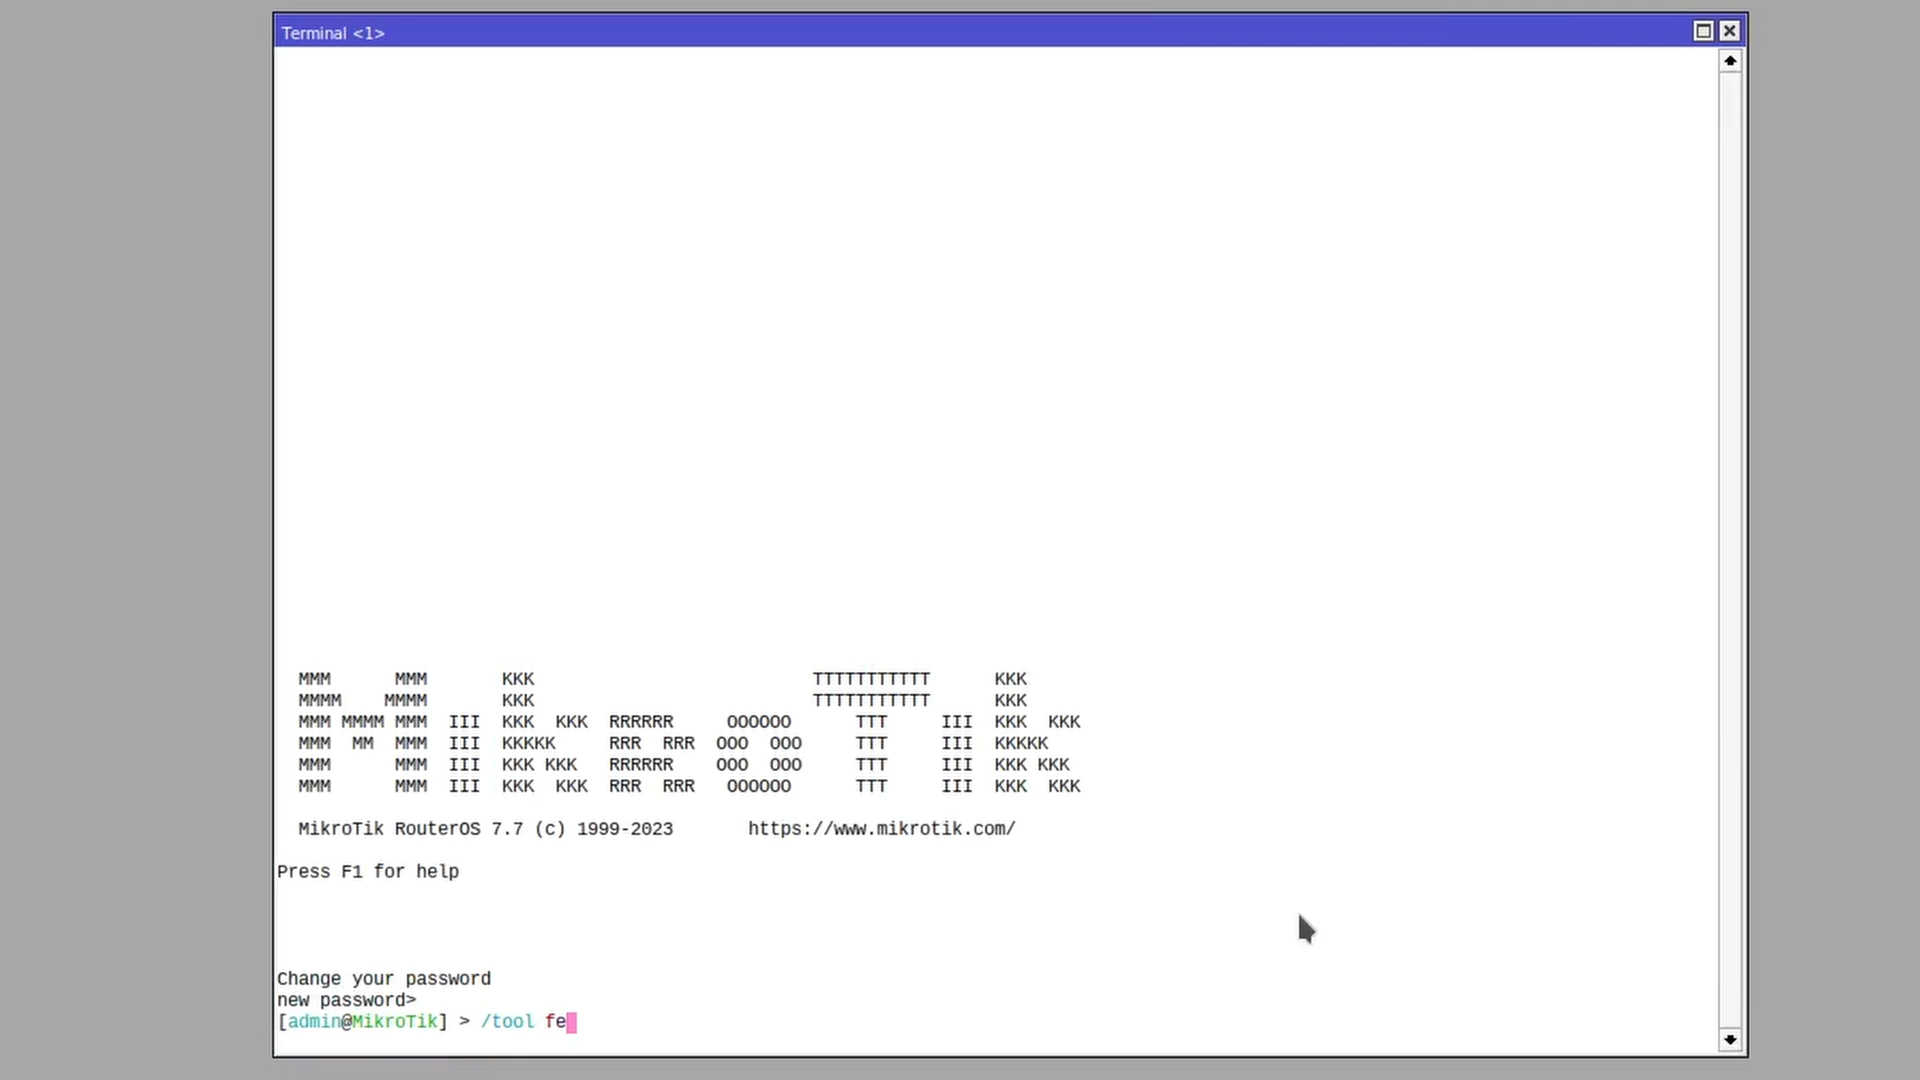 Terminal <1>
  MMM      MMM       KKK                          TTTTTTTTTTT      KKK
  MMMM    MMMM       KKK                          TTTTTTTTTTT      KKK
  MMM MMMM MMM  III  KKK  KKK  RRRRRR     OOOOOO      TTT     III  KKK  KKK
  MMM  MM  MMM  III  KKKKK     RRR  RRR  OOO  OOO     TTT     III  KKKKK
  MMM      MMM  III  KKK KKK   RRRRRR    OOO  OOO     TTT     III  KKK KKK
  MMM      MMM  III  KKK  KKK  RRR  RRR   OOOOOO      TTT     III  KKK  KKK
  MikroTik RouterOS 7.7 (c) 1999-2023       https://www.mikrotik.com/
Press F1 for help
Change your password
new password>
[admin@MikroTik] > /tool fe